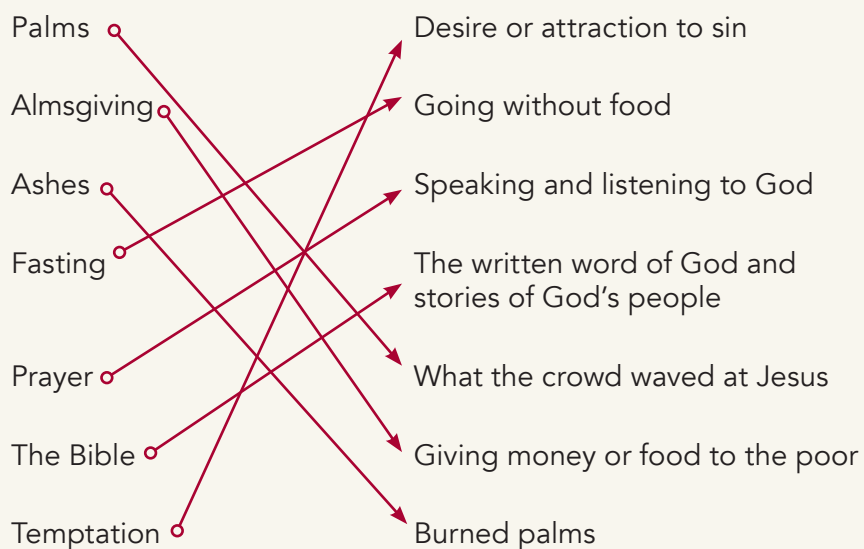 Palms
Desire or attraction to sin
Almsgiving
Going without food
Ashes
Speaking and listening to God
Fasting
The written word of God and
stories of God’s people
Prayer
What the crowd waved at Jesus
The Bible
Giving money or food to the poor
Temptation
Burned palms